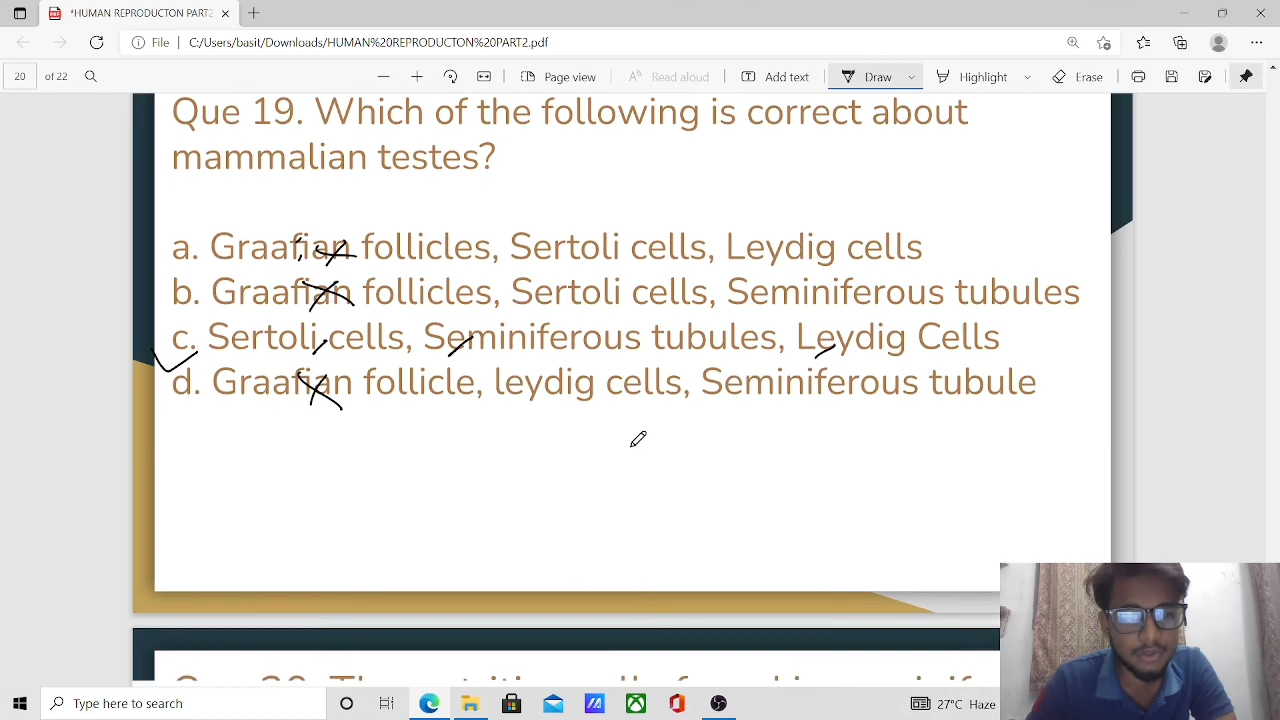 *HUMAN REPRODUCTON PART2
File C:/Users/basil/Downloads/HUMAN%20REPRODUCTON%20PART2.pdf
20 of 22 Page view Read aloud Add text Draw Highlight Erase
Que 19. Which of the following is correct about
mammalian testes?
a. Graafian follicles, Sertoli cells, Leydig cells
b. Graafian follicles, Sertoli cells, Seminiferous tubules
c. Sertoli cells, Seminiferous tubules, Leydig Cells
d. Graafian follicle, leydig cells, Seminiferous tubule
Type here to search 27°C Haze